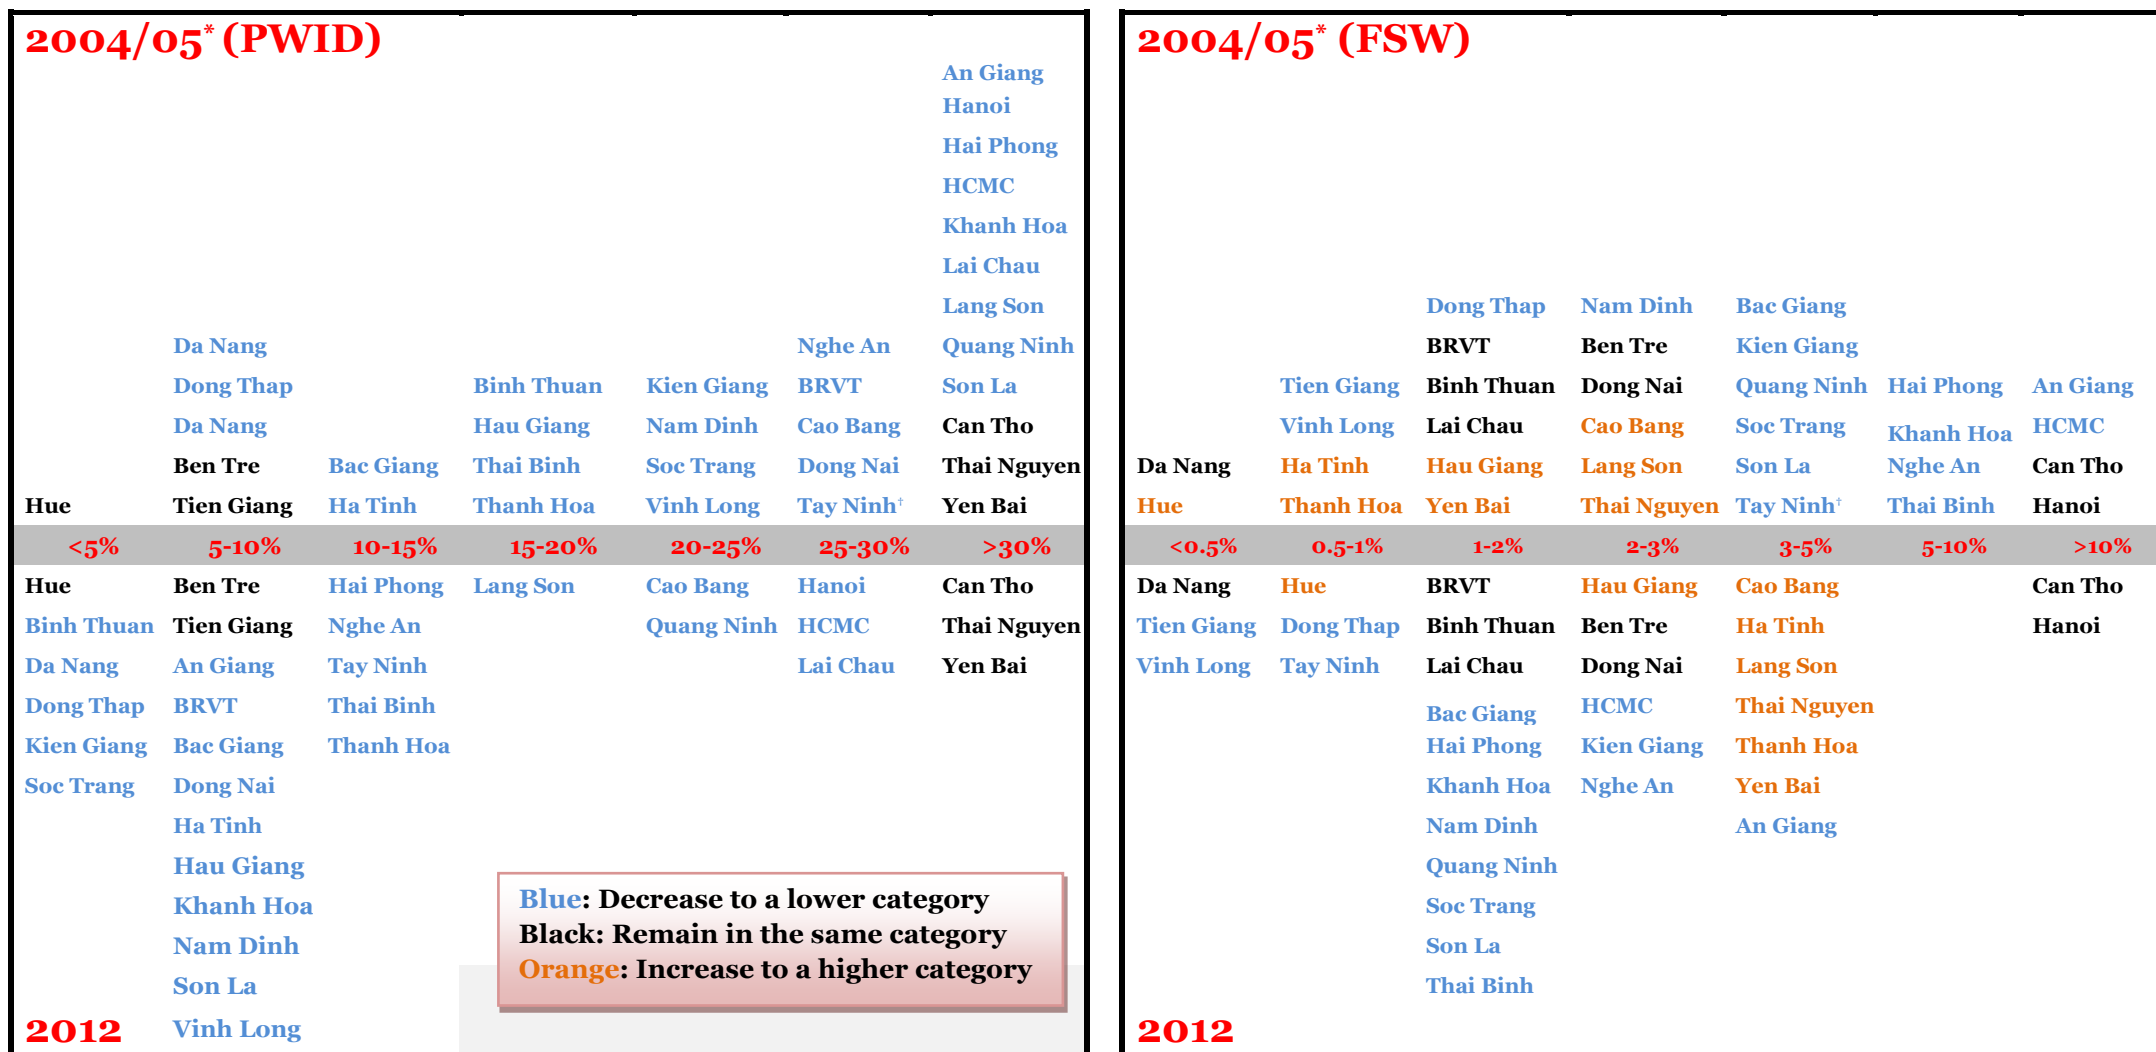 2004/05* (PWID)
An Giang
Hanoi
Hai Phong
HCMC
Khanh Hoa
Lai Chau
Lang Son
Da Nang Nghe An Quang Ninh
Dong Thap Binh Thuan Kien Giang BRVT Son La
Da Nang Hau Giang Nam Dinh Cao Bang Can Tho
Ben Tre Bac Giang Thai Binh Soc Trang Dong Nai Thai Nguyen
Hue Tien Giang Ha Tinh Thanh Hoa Vinh Long Tay Ninh† Yen Bai
<5% 5-10% 10-15% 15-20% 20-25% 25-30% >30%
Hue Ben Tre Hai Phong Lang Son Cao Bang Hanoi Can Tho
Binh Thuan Tien Giang Nghe An Quang Ninh HCMC Thai Nguyen
Da Nang An Giang Tay Ninh Lai Chau Yen Bai
Dong Thap BRVT Thai Binh
Kien Giang Bac Giang Thanh Hoa
Soc Trang Dong Nai
Ha Tinh
Hau Giang
Khanh Hoa
Nam Dinh
Son La
2012 Vinh Long
Blue: Decrease to a lower category
Black: Remain in the same category
Orange: Increase to a higher category
2004/05* (FSW)
Dong Thap Nam Dinh Bac Giang
BRVT Ben Tre Kien Giang
Tien Giang Binh Thuan Dong Nai Quang Ninh Hai Phong An Giang
Vinh Long Lai Chau Cao Bang Soc Trang Khanh Hoa HCMC
Da Nang Ha Tinh Hau Giang Lang Son Son La Nghe An Can Tho
Hue Thanh Hoa Yen Bai Thai Nguyen Tay Ninh† Thai Binh Hanoi
<0.5% 0.5-1% 1-2% 2-3% 3-5% 5-10% >10%
Da Nang Hue BRVT Hau Giang Cao Bang Can Tho
Tien Giang Dong Thap Binh Thuan Ben Tre Ha Tinh Hanoi
Vinh Long Tay Ninh Lai Chau Dong Nai Lang Son
Bac Giang HCMC Thai Nguyen
Hai Phong Kien Giang Thanh Hoa
Khanh Hoa Nghe An Yen Bai
Nam Dinh An Giang
Quang Ninh
Soc Trang
Son La
Thai Binh
2012